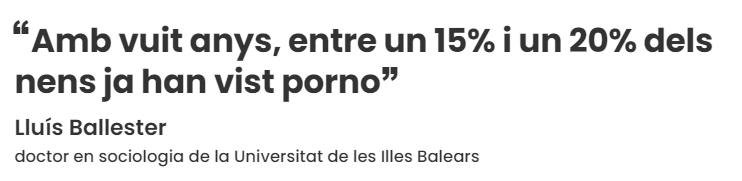 “Amb vuit anys, entre un 15% i un 20% dels
nens ja han vist porno”
Lluís Ballester
doctor en sociologia de la Universitat de les Illes Balears